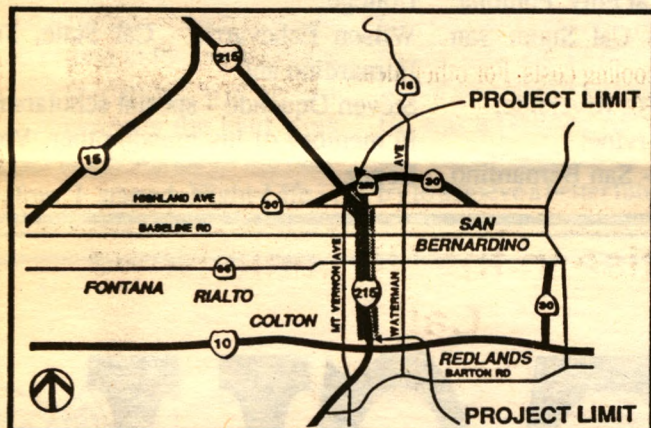 215
18
PROJECT LIMIT
AVE
15
30
HIGHLAND AVE
30
SAN
BERNARDINO
BASELINE RD
MT VERNON AVE
WATERMAN
66
FONTANA
RIALTO
215
30
COLTON
10
REDLANDS
BARTON RD
PROJECT LIMIT